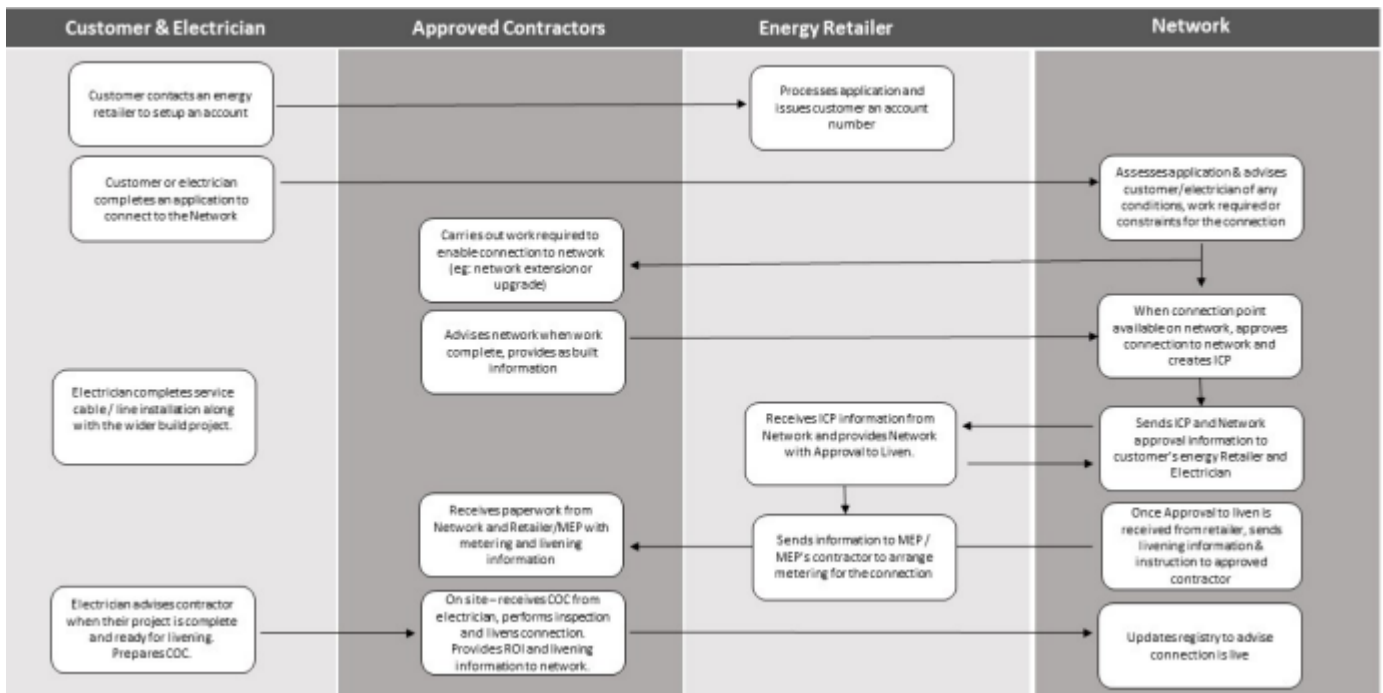 Customer & Electrician
Approved Contractors
Energy Retailer
Network
Customer contacts an energy
retailer to setup an account
Processes application and
issues customer an account
number
Customer or electrician
completes an application to
connect to the Network
Assesses application & advises
customer/electrician of any
conditions, work required or
constraints for the connection
Carries out work required to
enable connection to network
(eg: network extension or
upgrade)
When connection point
available on network, approves
connection to network and
creates ICP
Advises network when work
complete, provides as built
information
Electrician completes service
cable / line installation along
with the wider build project.
Receives ICP information from
Network and provides Network
with Approval to Liven.
Sends ICP and Network
approval information to
customer's energy Retailer and
Electrician
Receives paperwork from
Network and Retailer/MEP with
metering and livening
information
Sends information to MEP /
MEP's contractor to arrange
metering for the connection
Once Approval to liven is
received from retailer, sends
livening information &
instruction to approved
contractor
Electrician advises contractor
when their project is complete
and ready for livening.
Prepares COC.
On site – receives COC from
electrician, performs inspection
and livens connection.
Provides ROI and livening
information to network.
Updates registry to advise
connection is live